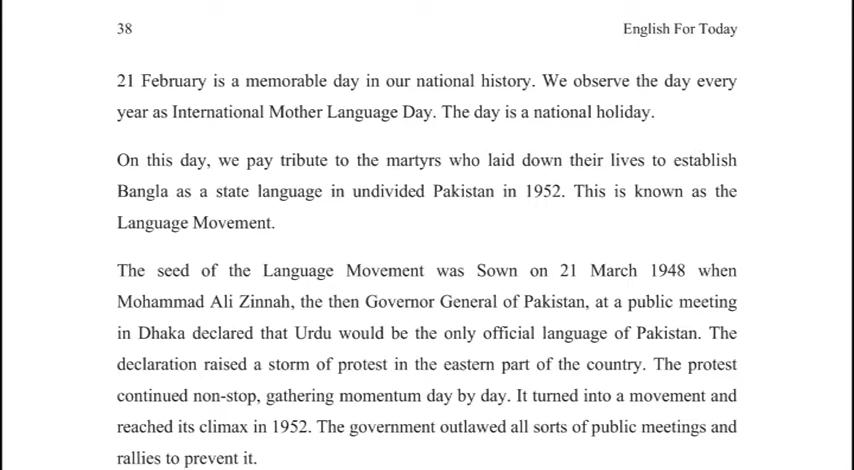 38
English For Today
21 February is a memorable day in our national history. We observe the day every
year as International Mother Language Day. The day is a national holiday.
On this day, we pay tribute to the martyrs who laid down their lives to establish
Bangla as a state language in undivided Pakistan in 1952. This is known as the
Language Movement.
The seed of the Language Movement was Sown on 21 March 1948 when
Mohammad Ali Zinnah, the then Governor General of Pakistan, at a public meeting
in Dhaka declared that Urdu would be the only official language of Pakistan. The
declaration raised a storm of protest in the eastern part of the country. The protest
continued non-stop, gathering momentum day by day. It turned into a movement and
reached its climax in 1952. The government outlawed all sorts of public meetings and
rallies to prevent it.